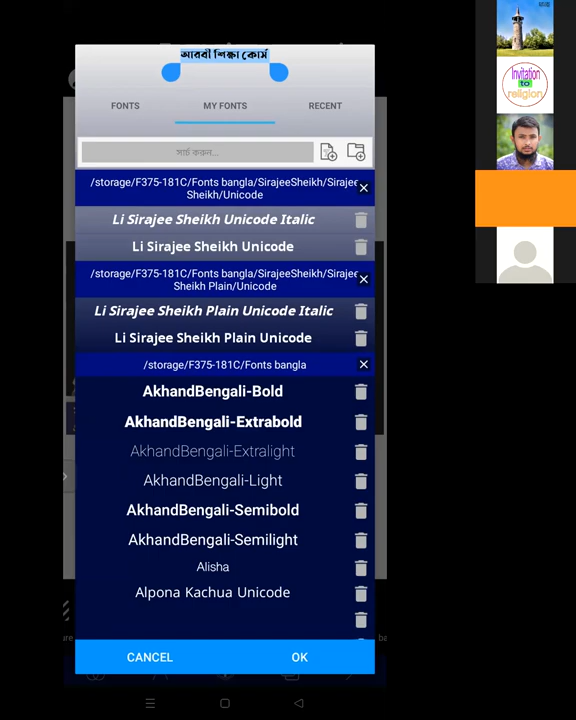 আরবী শিক্ষা কোর্স
FONTS
MY FONTS
RECENT
সার্চ করুন...
/storage/F375-181C/Fonts bangla/SirajeeSheikh/Sirajee
Sheikh/Unicode
Li Sirajee Sheikh Unicode Italic
Li Sirajee Sheikh Unicode
/storage/F375-181C/Fonts bangla/SirajeeSheikh/Sirajee
Sheikh Plain/Unicode
Li Sirajee Sheikh Plain Unicode Italic
Li Sirajee Sheikh Plain Unicode
/storage/F375-181C/Fonts bangla
AkhandBengali-Bold
AkhandBengali-Extrabold
AkhandBengali-Extralight
AkhandBengali-Light
AkhandBengali-Semibold
AkhandBengali-Semilight
Alisha
Alpona Kachua Unicode
CANCEL
OK
Invitation
to
religion